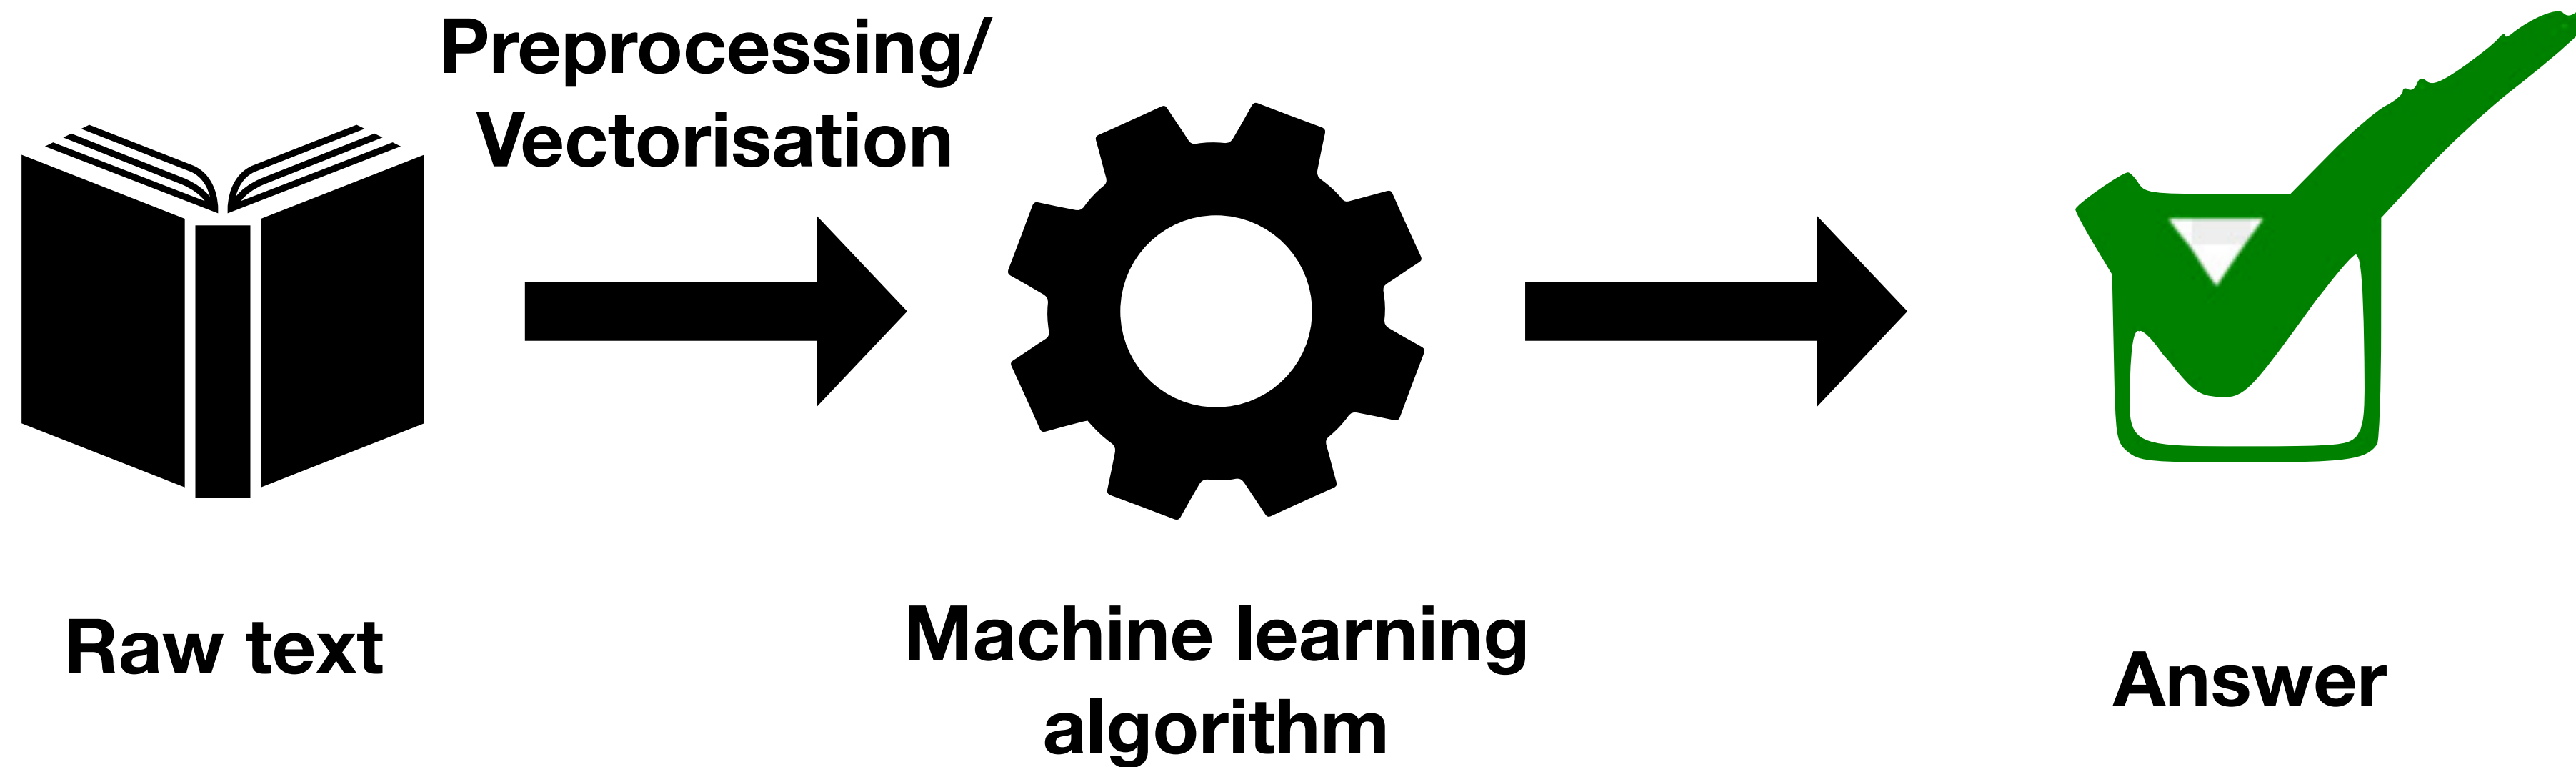 Preprocessing/
Vectorisation
Raw text
Machine learning
algorithm
Answer